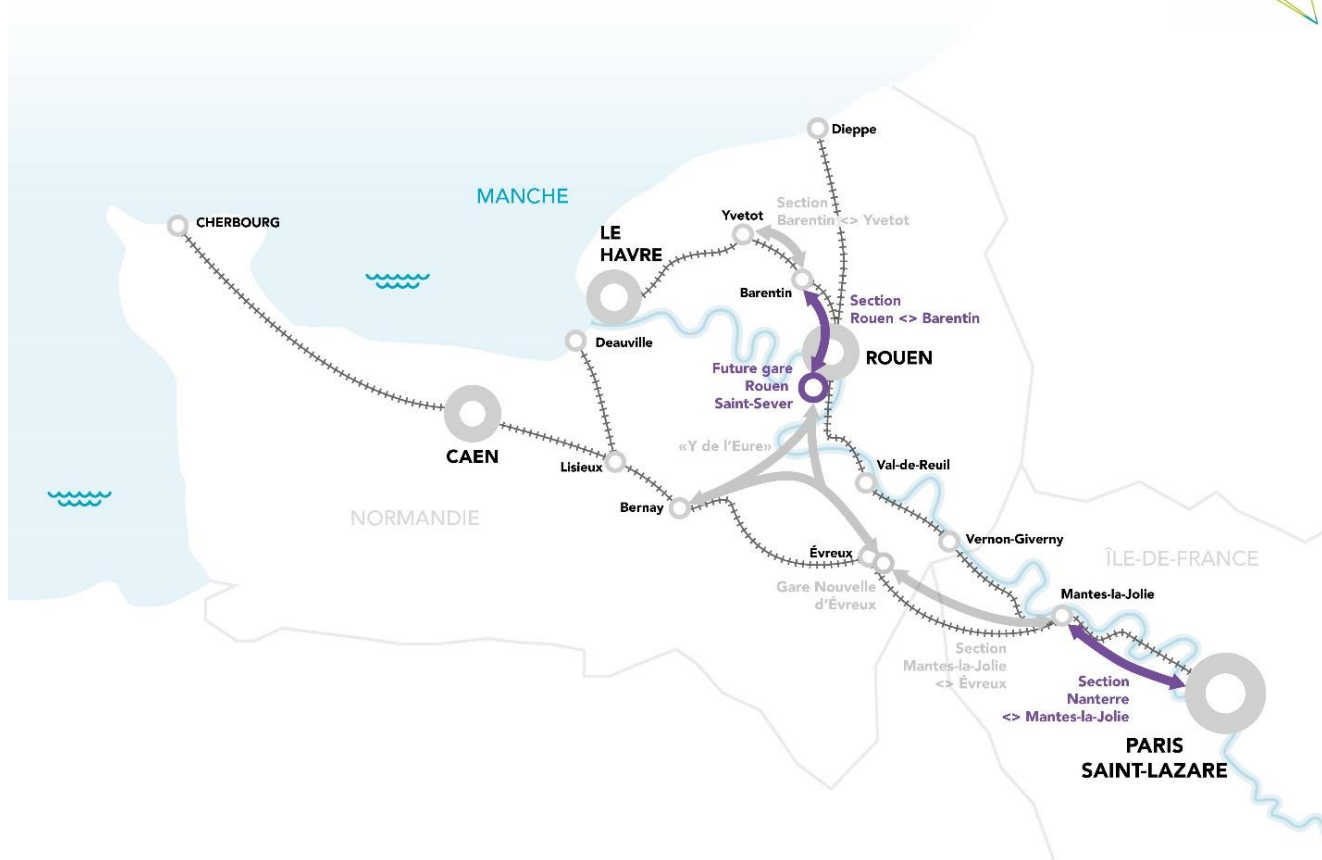 Dieppe
MANCHE
CHERBOURG
Section
Barentin <> Yvetot
Yvetot
LE
HAVRE
Barentin
Section
Rouen <> Barentin
Deauville
ROUEN
Future gare
Rouen
Saint-Sever
CAEN
«Y de l'Eure»
Lisieux
Val-de-Reuil
Bernay
NORMANDIE
Vernon-Giverny
Évreux
ÎLE-DE-FRANCE
Gare Nouvelle
d'Évreux
Mantes-la-Jolie
Section
Mantes-la-Jolie
<> Évreux
Section
Nanterre
<> Mantes-la-Jolie
PARIS
SAINT-LAZARE